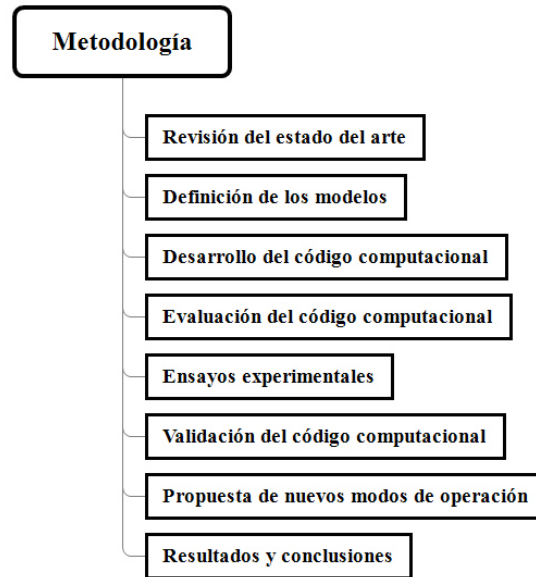 Metodología
Revisión del estado del arte
Definición de los modelos
Desarrollo del código computacional
Evaluación del código computacional
Ensayos experimentales
Validación del código computacional
Propuesta de nuevos modos de operación
Resultados y conclusiones